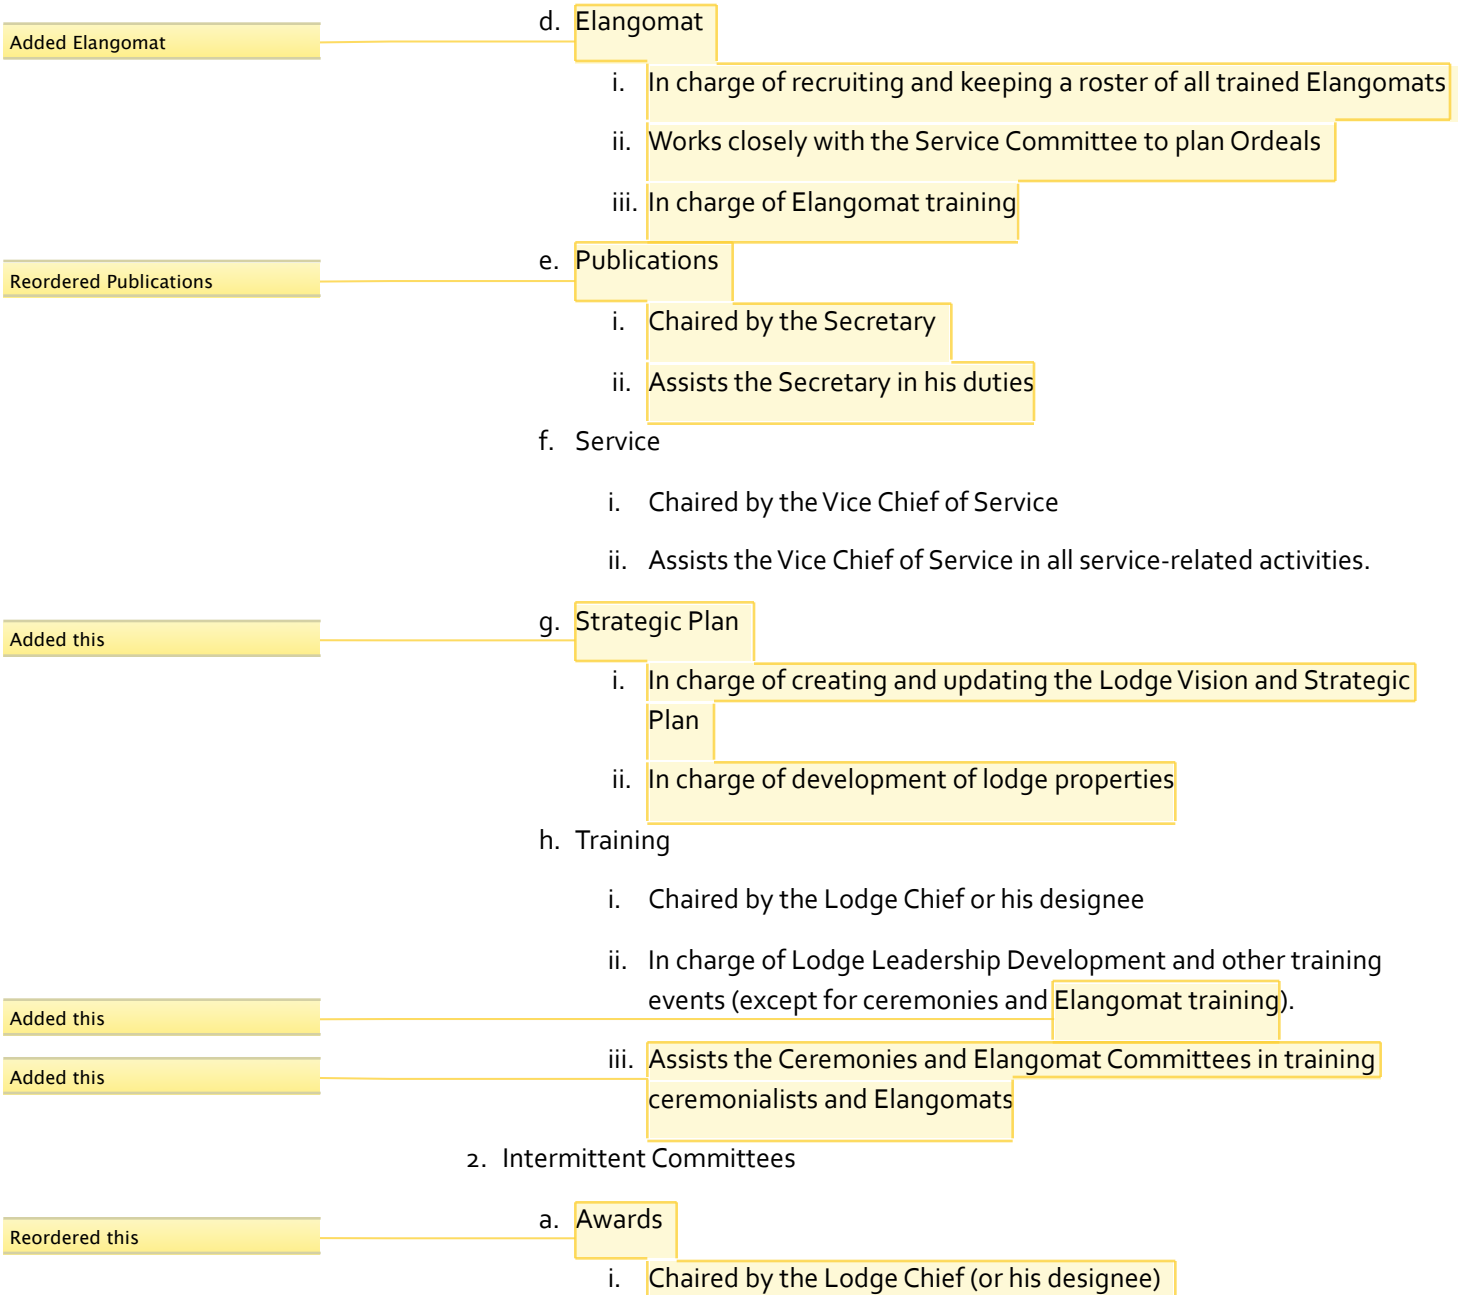 Added Elangomat
d. Elangomat
i. In charge of recruiting and keeping a roster of all trained Elangomats
ii. Works closely with the Service Committee to plan Ordeals
iii. In charge of Elangomat training
Reordered Publications
e. Publications
i. Chaired by the Secretary
ii. Assists the Secretary in his duties
f. Service
i. Chaired by the Vice Chief of Service
ii. Assists the Vice Chief of Service in all service-related activities.
Added this
g. Strategic Plan
i. In charge of creating and updating the Lodge Vision and Strategic
Plan
ii. In charge of development of lodge properties
h. Training
i. Chaired by the Lodge Chief or his designee
ii. In charge of Lodge Leadership Development and other training
events (except for ceremonies and Elangomat training).
Added this
iii. Assists the Ceremonies and Elangomat Committees in training
Added this
ceremonialists and Elangomats
2. Intermittent Committees
a. Awards
Reordered this
i. Chaired by the Lodge Chief (or his designee)